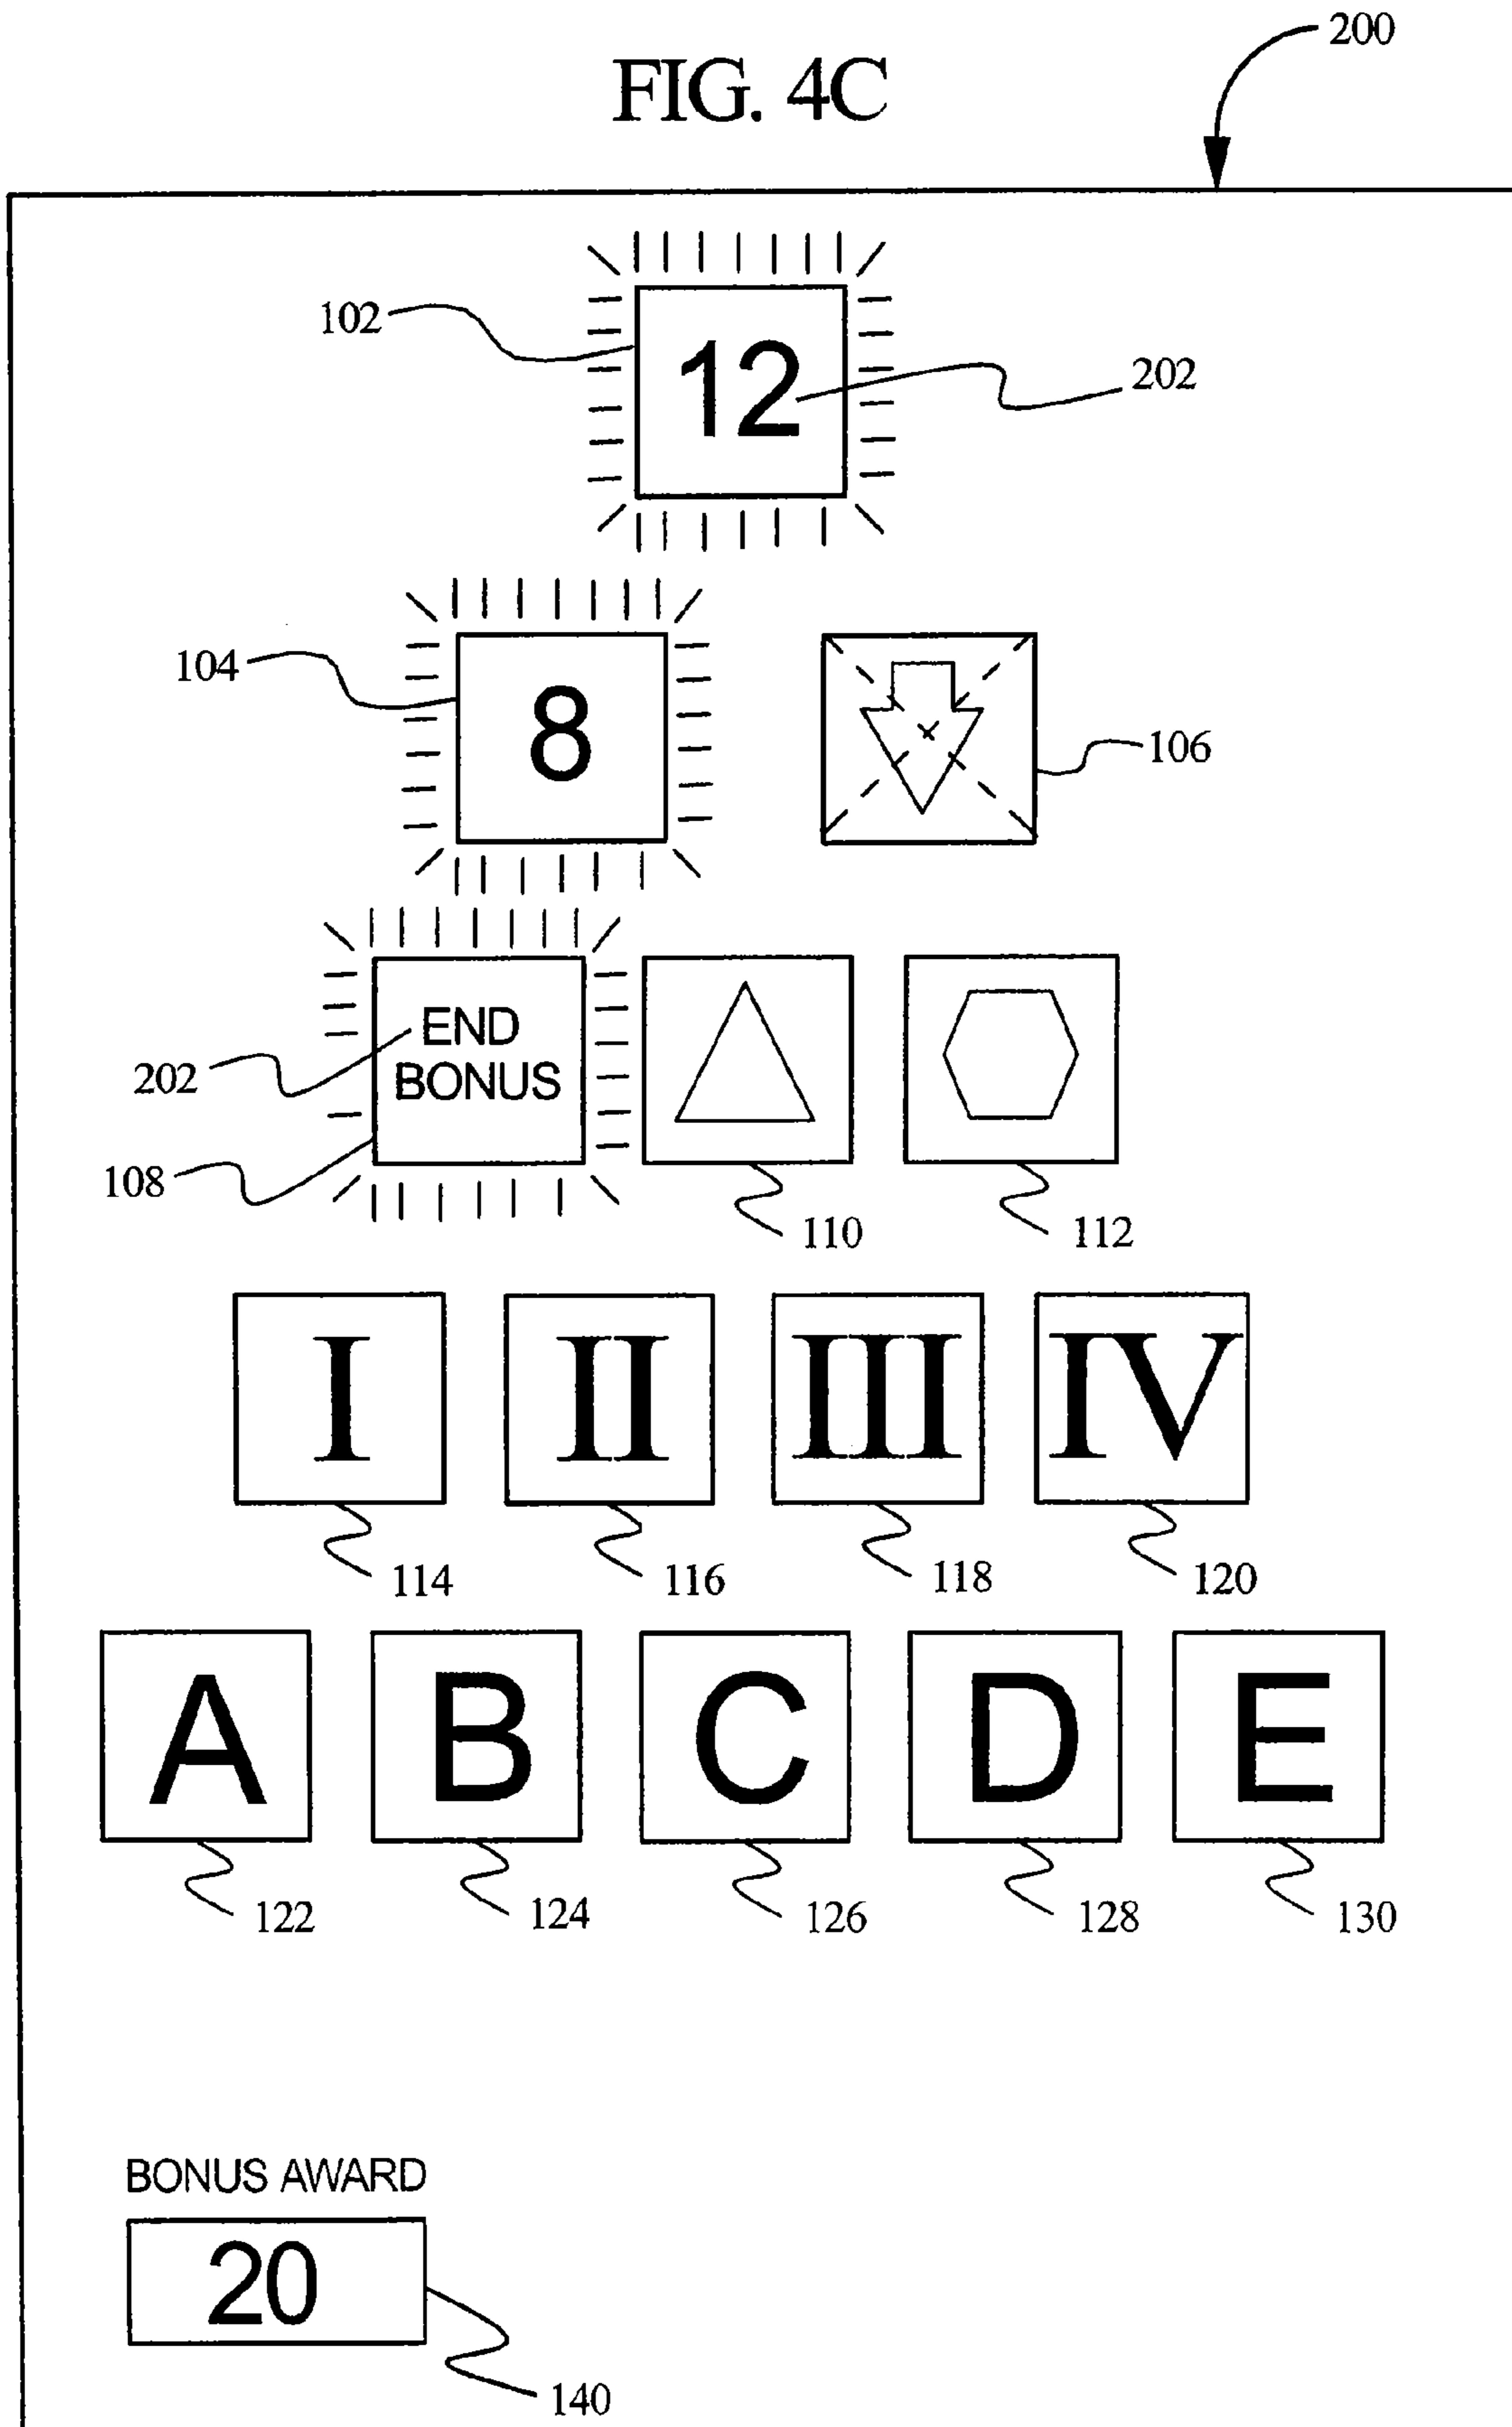 200
FIG. 4C
102
12
202
104
8
106
END
BONUS
202
108
110
112
I
II
III
IV
114
116
118
120
A
B
C
D
E
122
124
126
128
130
BONUS AWARD
20
140